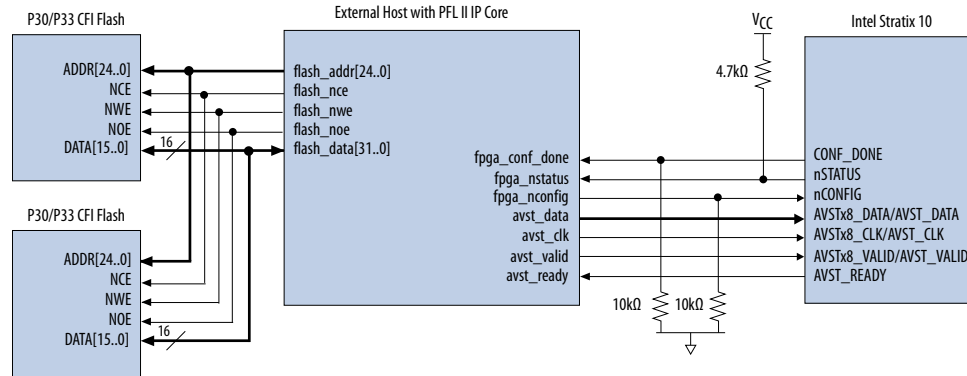 P30/P33 CFI Flash
ADDR[24..0]
NCE
NWE
NOE
DATA[15..0]
16
P30/P33 CFI Flash
ADDR[24..0]
NCE
NWE
NOE
DATA[15..0]
16
External Host with PFL II IP Core
flash_addr[24..0]
flash_nce
flash_nwe
flash_noe
flash_data[31..0]
fpga_conf_done
fpga_nstatus
fpga_nconfig
avst_data
avst_clk
avst_valid
avst_ready
VCC
4.7kΩ
10kΩ
10kΩ
Intel Stratix 10
CONF_DONE
nSTATUS
nCONFIG
AVSTx8_DATA/AVST_DATA
AVSTx8_CLK/AVST_CLK
AVSTx8_VALID/AVST_VALID
AVST_READY